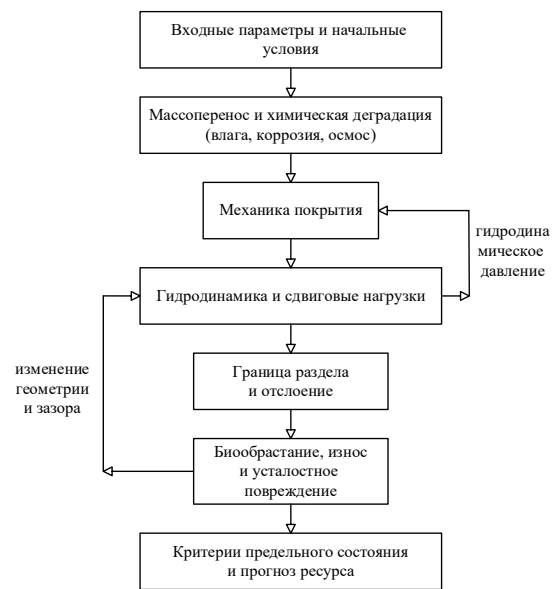 Входные параметры и начальные
условия
Массоперенос и химическая деградация
(влага, коррозия, осмос)
Механика покрытия
гидродина
мическое
давление
Гидродинамика и сдвиговые нагрузки
Граница раздела
и отслоение
изменение
геометрии
и зазора
Биообрастание, износ
и усталостное
повреждение
Критерии предельного состояния
и прогноз ресурса